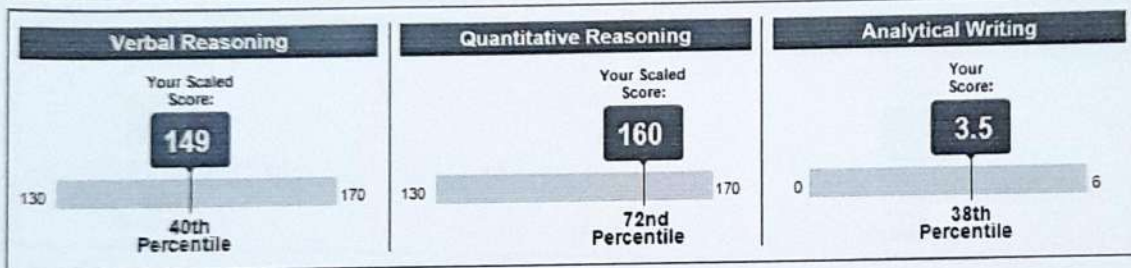 Verbal Reasoning
Your Scaled
Score:
149
130
170
40th
Percentile
Quantitative Reasoning
Your Scaled
Score:
160
130
170
72nd
Percentile
Analytical Writing
Your
Score:
3.5
0
6
38th
Percentile